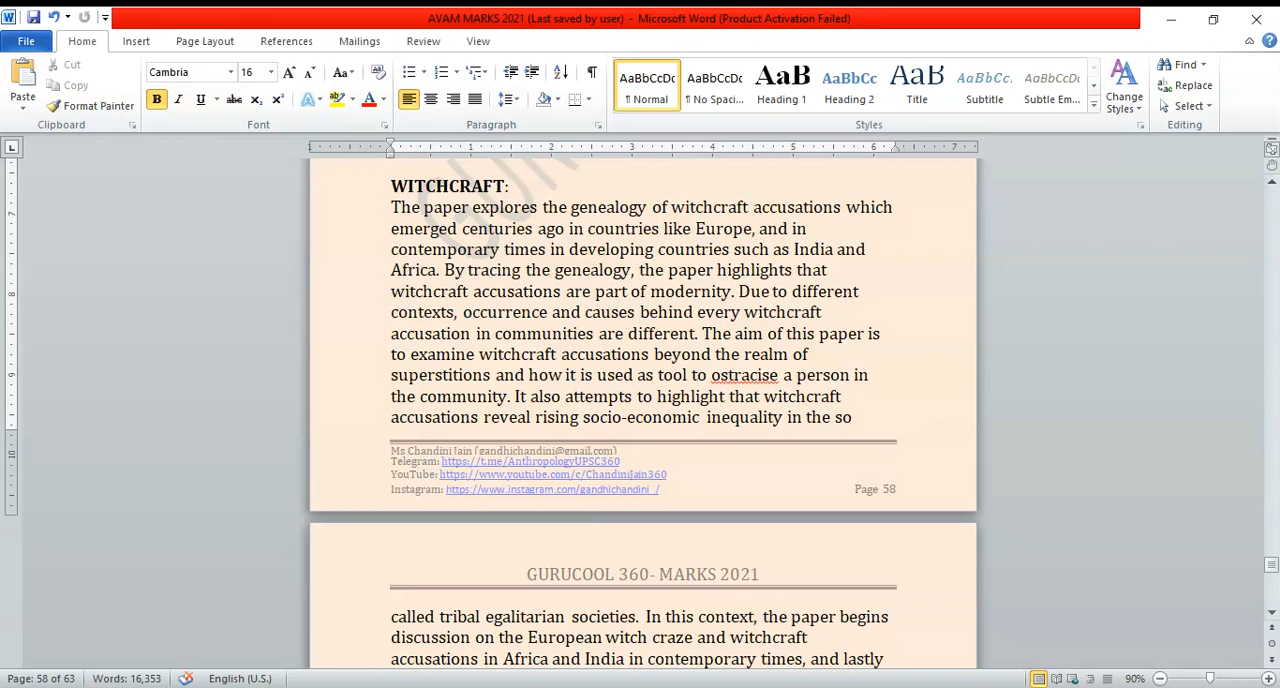 AVAM MARKS 2021 (Last saved by user) - Microsoft Word (Product Activation Failed)
File Home Insert Page Layout References Mailings Review View
Cut
Copy
Format Painter
Paste
Clipboard
Cambria 16
Font
Paragraph
AaBbCcDc AaBbCcDc AaB AaBbCc AaB AaBbCcDc AaBbCcDc
¶ Normal ¶ No Spaci... Heading 1 Heading 2 Title Subtitle Subtle Em...
Styles
Change Styles
Find
Replace
Select
Editing
WITCHCRAFT:
The paper explores the genealogy of witchcraft accusations which
emerged centuries ago in countries like Europe, and in
contemporary times in developing countries such as India and
Africa. By tracing the genealogy, the paper highlights that
witchcraft accusations are part of modernity. Due to different
contexts, occurrence and causes behind every witchcraft
accusation in communities are different. The aim of this paper is
to examine witchcraft accusations beyond the realm of
superstitions and how it is used as tool to ostracise a person in
the community. It also attempts to highlight that witchcraft
accusations reveal rising socio-economic inequality in the so
Ms Chandini Jain (gandhichandini@gmail.com)
Telegram: https://t.me/AnthropologyUPSC360
YouTube: https://www.youtube.com/c/ChandiniJain360
Instagram: https://www.instagram.com/gandhichandini_/ Page 58
GURUCOOL 360- MARKS 2021
called tribal egalitarian societies. In this context, the paper begins
discussion on the European witch craze and witchcraft
accusations in Africa and India in contemporary times, and lastly
Page: 58 of 63 Words: 16,353 English (U.S.) 90%